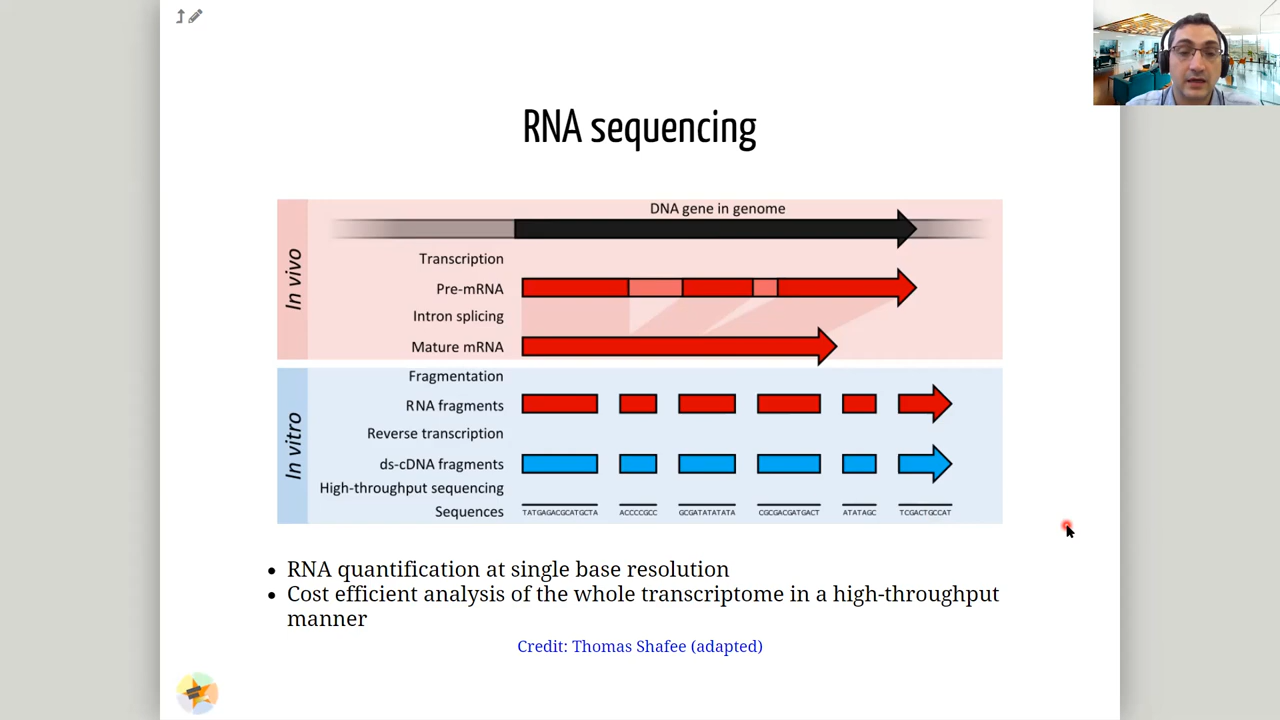 RNA sequencing
DNA gene in genome
In vivo
Transcription
Pre-mRNA
Intron splicing
Mature mRNA
In vitro
Fragmentation
RNA fragments
Reverse transcription
ds-cDNA fragments
High-throughput sequencing
Sequences TATGAGACGCATGCTA ACCCCGCC GCGATATATATA CGCGACGATGACT ATATAGC TCGACTGCCAT
RNA quantification at single base resolution
Cost efficient analysis of the whole transcriptome in a high-throughput
manner
Credit: Thomas Shafee (adapted)